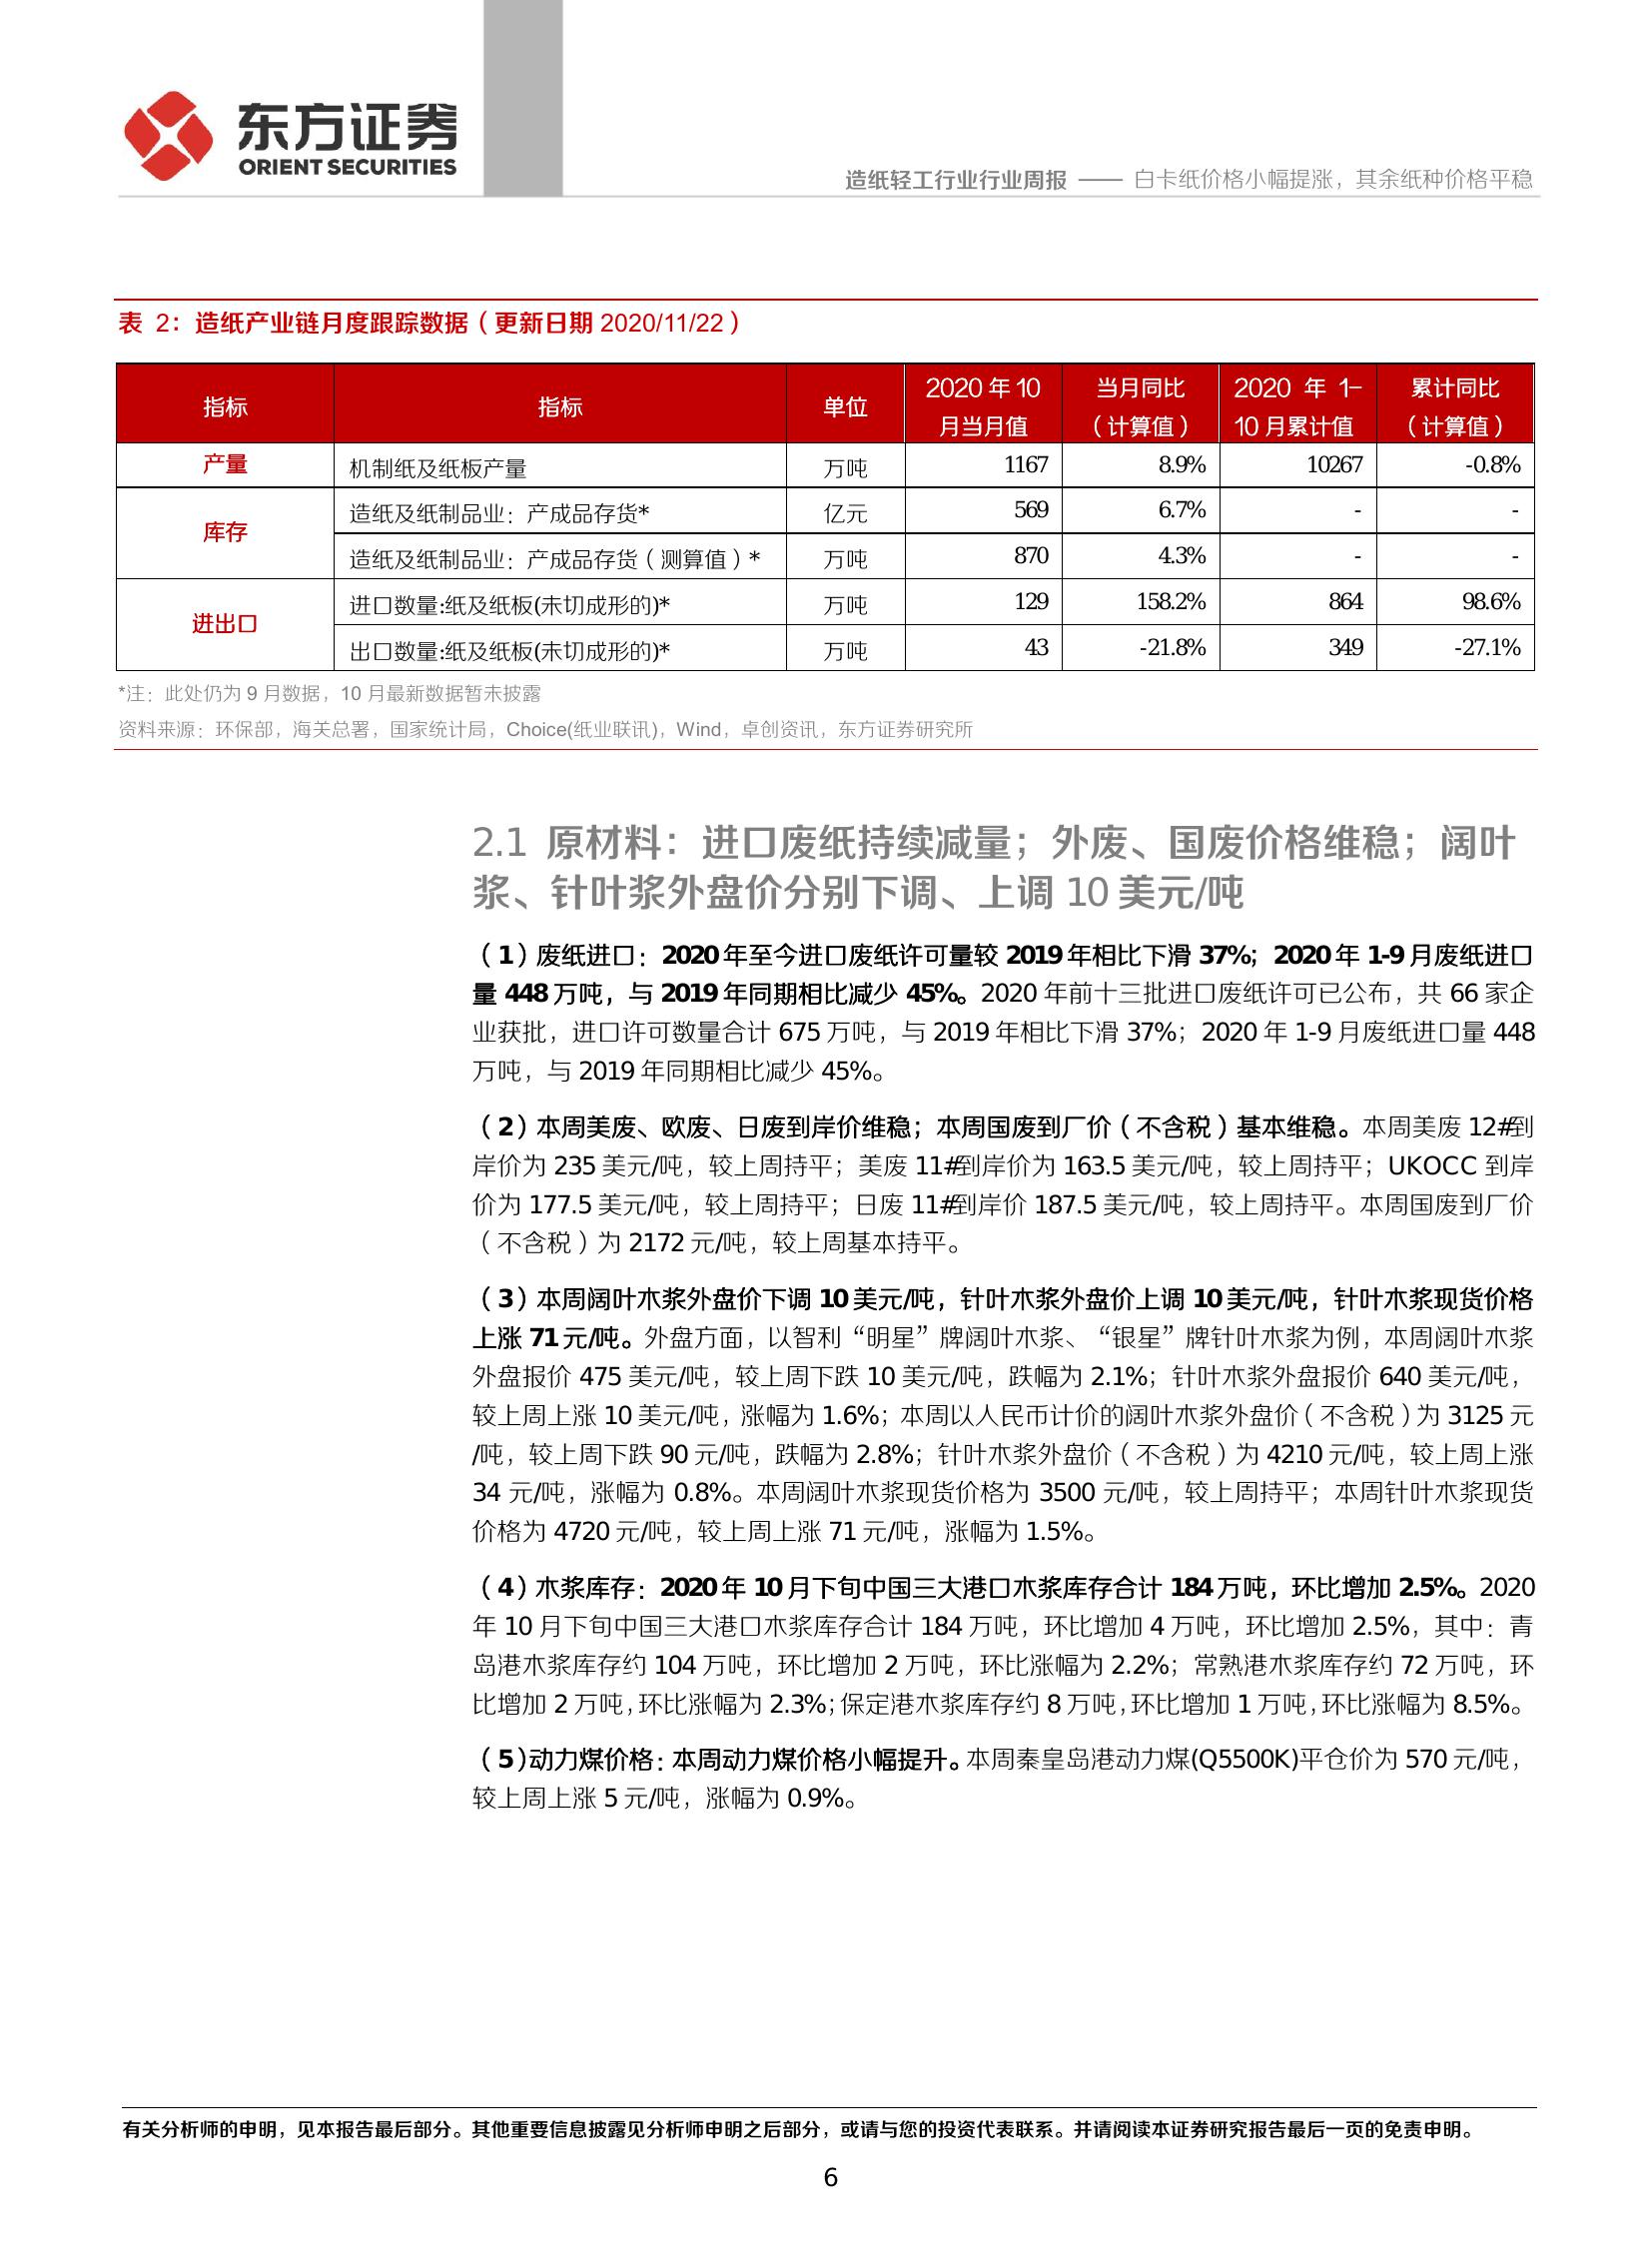 东方证券
ORIENT SECURITIES
造纸轻工行业行业周报 —— 白卡纸价格小幅提涨，其余纸种价格平稳
表 2：造纸产业链月度跟踪数据（更新日期 2020/11/22）
指标 指标 单位 2020 年 10 月当月值 当月同比（计算值） 2020 年 1–10 月累计值 累计同比（计算值）
产量 机制纸及纸板产量 万吨 1167 8.9% 10267 -0.8%
库存 造纸及纸制品业：产成品存货* 亿元 569 6.7% - -
造纸及纸制品业：产成品存货（测算值）* 万吨 870 4.3% - -
进出口 进口数量:纸及纸板(未切成形的)* 万吨 129 158.2% 864 98.6%
出口数量:纸及纸板(未切成形的)* 万吨 43 -21.8% 349 -27.1%
*注：此处仍为 9 月数据，10 月最新数据暂未披露
资料来源：环保部，海关总署，国家统计局，Choice(纸业联讯)，Wind，卓创资讯，东方证券研究所
2.1 原材料：进口废纸持续减量；外废、国废价格维稳；阔叶
浆、针叶浆外盘价分别下调、上调 10 美元/吨
（1）废纸进口：2020 年至今进口废纸许可量较 2019 年相比下滑 37%；2020 年 1-9 月废纸进口
量 448 万吨，与 2019 年同期相比减少 45%。2020 年前十三批进口废纸许可已公布，共 66 家企
业获批，进口许可数量合计 675 万吨，与 2019 年相比下滑 37%；2020 年 1-9 月废纸进口量 448
万吨，与 2019 年同期相比减少 45%。
（2）本周美废、欧废、日废到岸价维稳；本周国废到厂价（不含税）基本维稳。本周美废 12#到
岸价为 235 美元/吨，较上周持平；美废 11#到岸价为 163.5 美元/吨，较上周持平；UKOCC 到岸
价为 177.5 美元/吨，较上周持平；日废 11#到岸价 187.5 美元/吨，较上周持平。本周国废到厂价
（不含税）为 2172 元/吨，较上周基本持平。
（3）本周阔叶木浆外盘价下调 10 美元/吨，针叶木浆外盘价上调 10 美元/吨，针叶木浆现货价格
上涨 71 元/吨。外盘方面，以智利“明星”牌阔叶木浆、“银星”牌针叶木浆为例，本周阔叶木浆
外盘报价 475 美元/吨，较上周下跌 10 美元/吨，跌幅为 2.1%；针叶木浆外盘报价 640 美元/吨，
较上周上涨 10 美元/吨，涨幅为 1.6%；本周以人民币计价的阔叶木浆外盘价（不含税）为 3125 元
/吨，较上周下跌 90 元/吨，跌幅为 2.8%；针叶木浆外盘价（不含税）为 4210 元/吨，较上周上涨
34 元/吨，涨幅为 0.8%。本周阔叶木浆现货价格为 3500 元/吨，较上周持平；本周针叶木浆现货
价格为 4720 元/吨，较上周上涨 71 元/吨，涨幅为 1.5%。
（4）木浆库存：2020 年 10 月下旬中国三大港口木浆库存合计 184 万吨，环比增加 2.5%。2020
年 10 月下旬中国三大港口木浆库存合计 184 万吨，环比增加 4 万吨，环比增加 2.5%，其中：青
岛港木浆库存约 104 万吨，环比增加 2 万吨，环比涨幅为 2.2%；常熟港木浆库存约 72 万吨，环
比增加 2 万吨，环比涨幅为 2.3%；保定港木浆库存约 8 万吨，环比增加 1 万吨，环比涨幅为 8.5%。
（5）动力煤价格：本周动力煤价格小幅提升。本周秦皇岛港动力煤(Q5500K)平仓价为 570 元/吨，
较上周上涨 5 元/吨，涨幅为 0.9%。
有关分析师的申明，见本报告最后部分。其他重要信息披露见分析师申明之后部分，或请与您的投资代表联系。并请阅读本证券研究报告最后一页的免责申明。
6